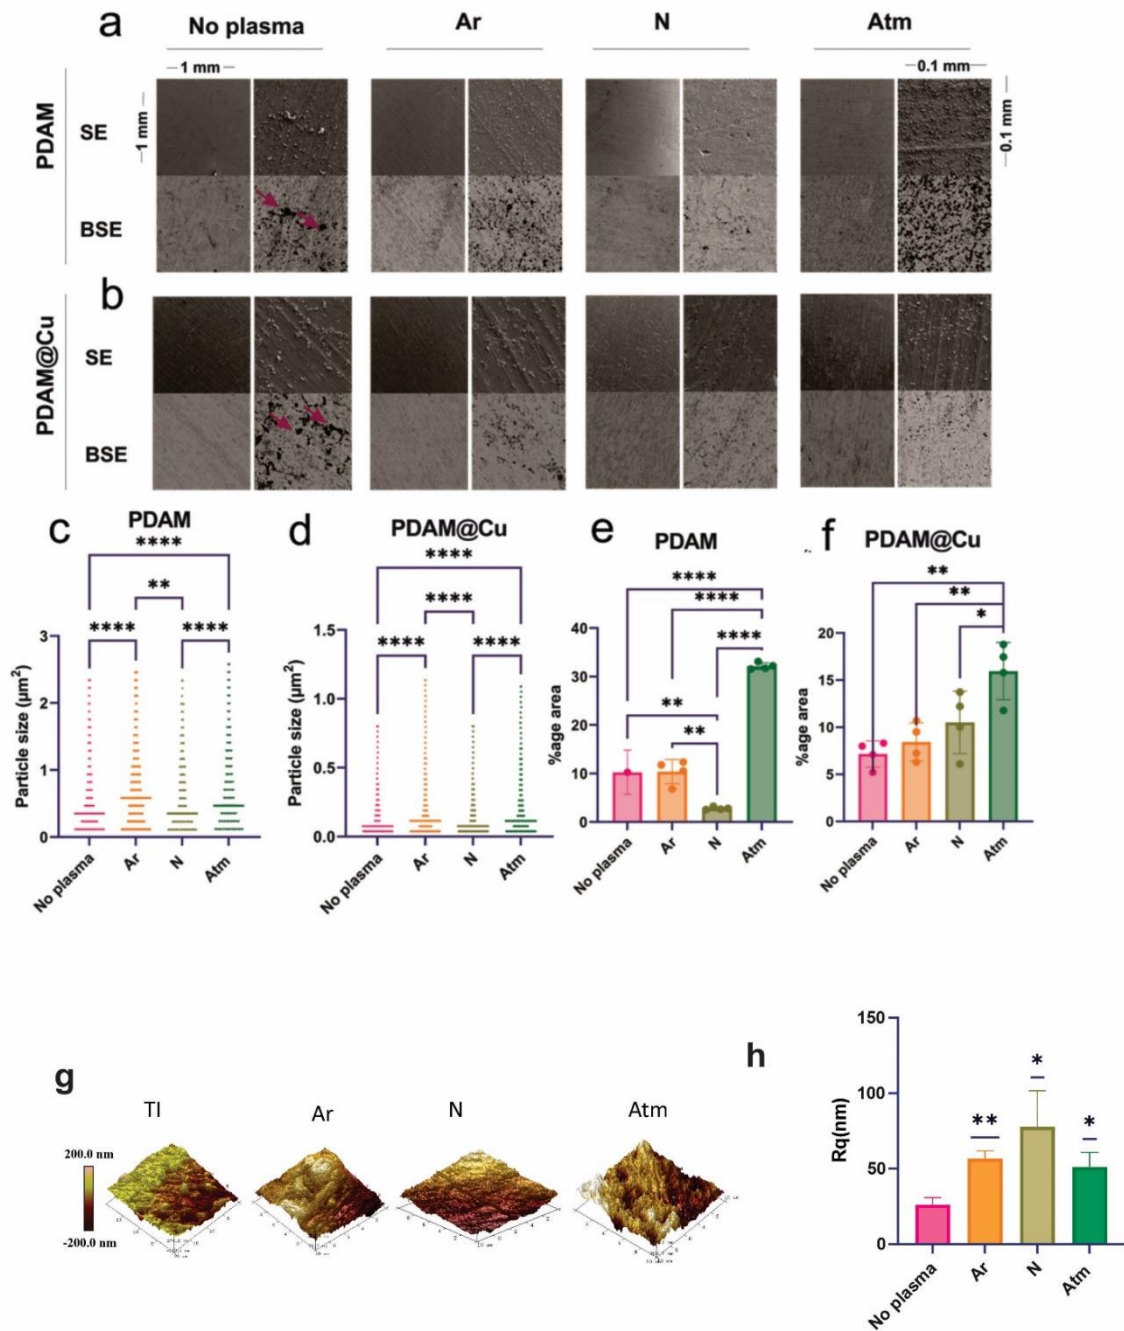 a
No plasma
Ar
N
Atm
1 mm
0.1 mm
1 mm
0.1 mm
PDAM
SE
BSE
b
PDAM@Cu
SE
BSE
c
PDAM
****
**
****
****
Particle size (µm²)
3
2
1
0
No plasma
Ar
N
Atm
d
PDAM@Cu
****
****
****
****
Particle size (µm²)
1.5
1.0
0.5
0.0
No plasma
Ar
N
Atm
e
PDAM
****
****
****
**
**
%age area
40
30
20
10
0
No plasma
Ar
N
Atm
f
PDAM@Cu
**
**
*
%age area
20
15
10
5
0
No plasma
Ar
N
Atm
g
TI
Ar
N
Atm
200.0 nm
-200.0 nm
h
Rq(nm)
150
100
50
0
**
*
*
No plasma
Ar
N
Atm